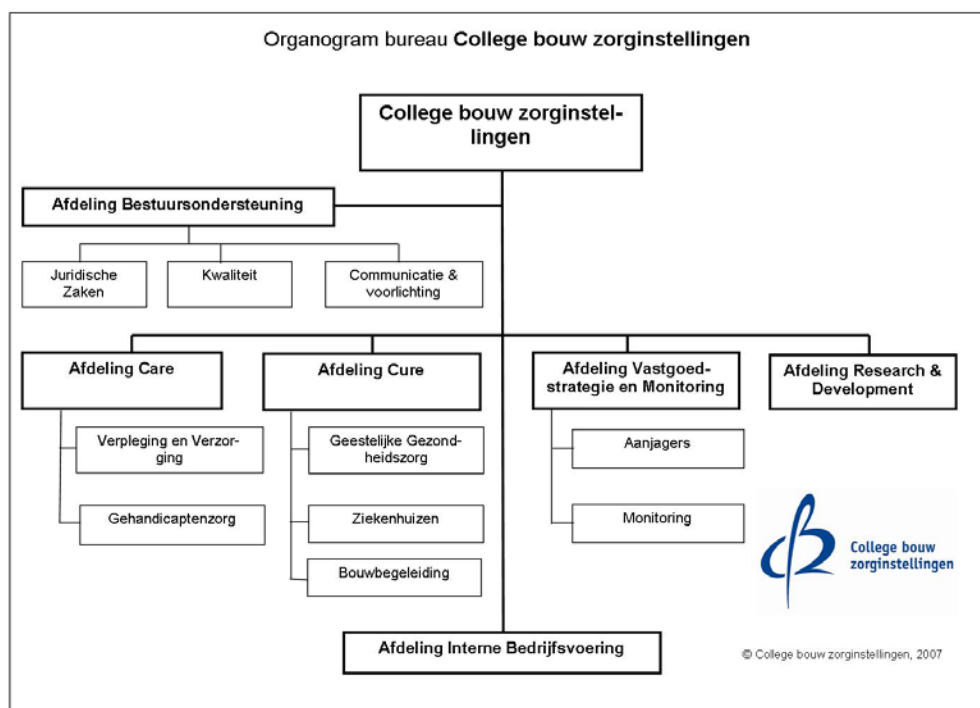 Organogram bureau College bouw zorginstellingen
College bouw zorginstel-
lingen
Afdeling Bestuursondersteuning
Juridische
Zaken
Kwaliteit
Communicatie &
voorlichting
Afdeling Care
Afdeling Cure
Afdeling Vastgoed-
strategie en Monitoring
Afdeling Research &
Development
Verpleging en Verzor-
ging
Gehandicaptenzorg
Geestelijke Gezond-
heidszorg
Ziekenhuizen
Bouwbegeleiding
Aanjagers
Monitoring
College bouw
zorginstellingen
Afdeling Interne Bedrijfsvoering
© College bouw zorginstellingen, 2007